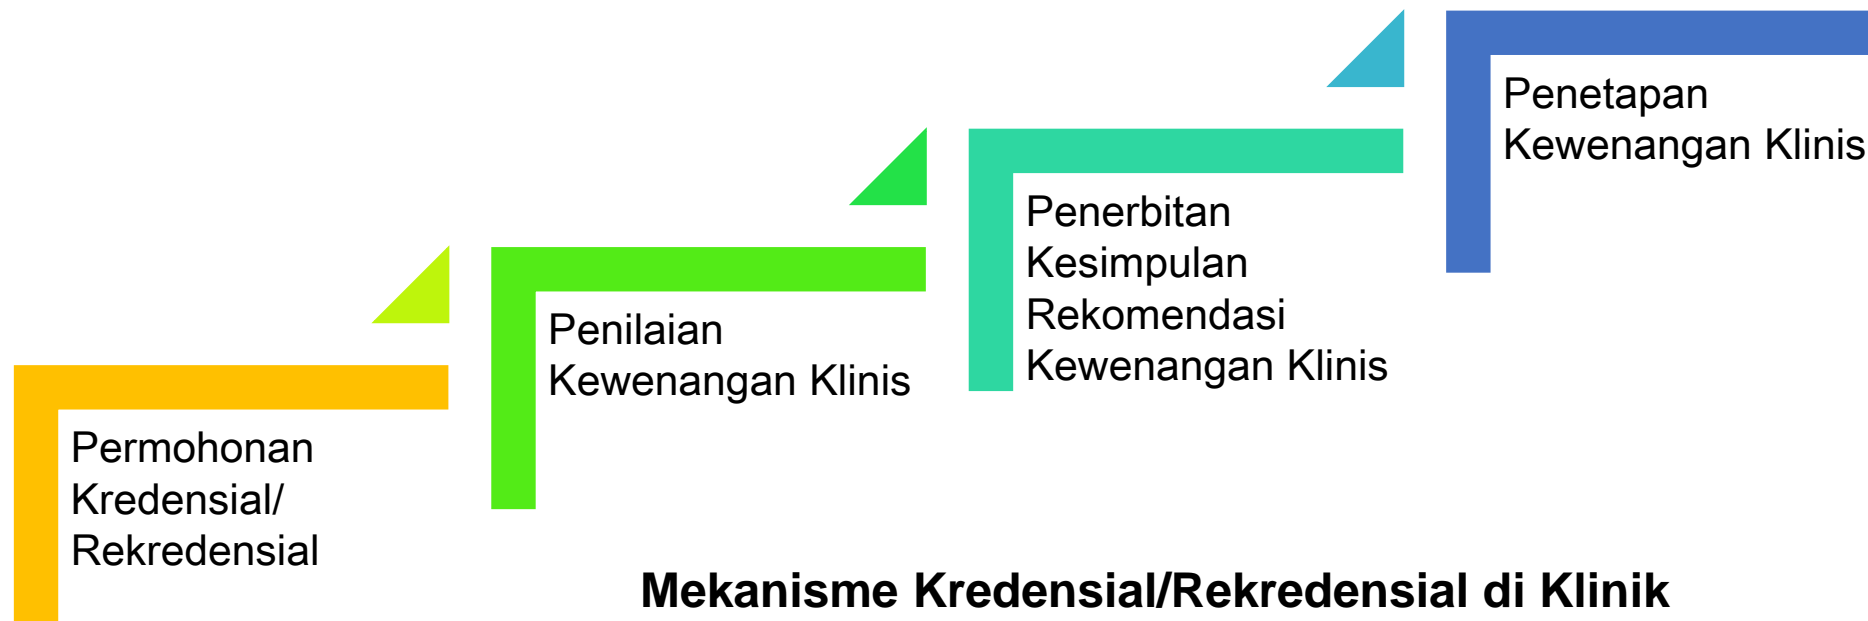 Permohonan
Kredensial/
Rekredensial
Penilaian
Kewenangan Klinis
Penerbitan
Kesimpulan
Rekomendasi
Kewenangan Klinis
Penetapan
Kewenangan Klinis
Mekanisme Kredensial/Rekredensial di Klinik